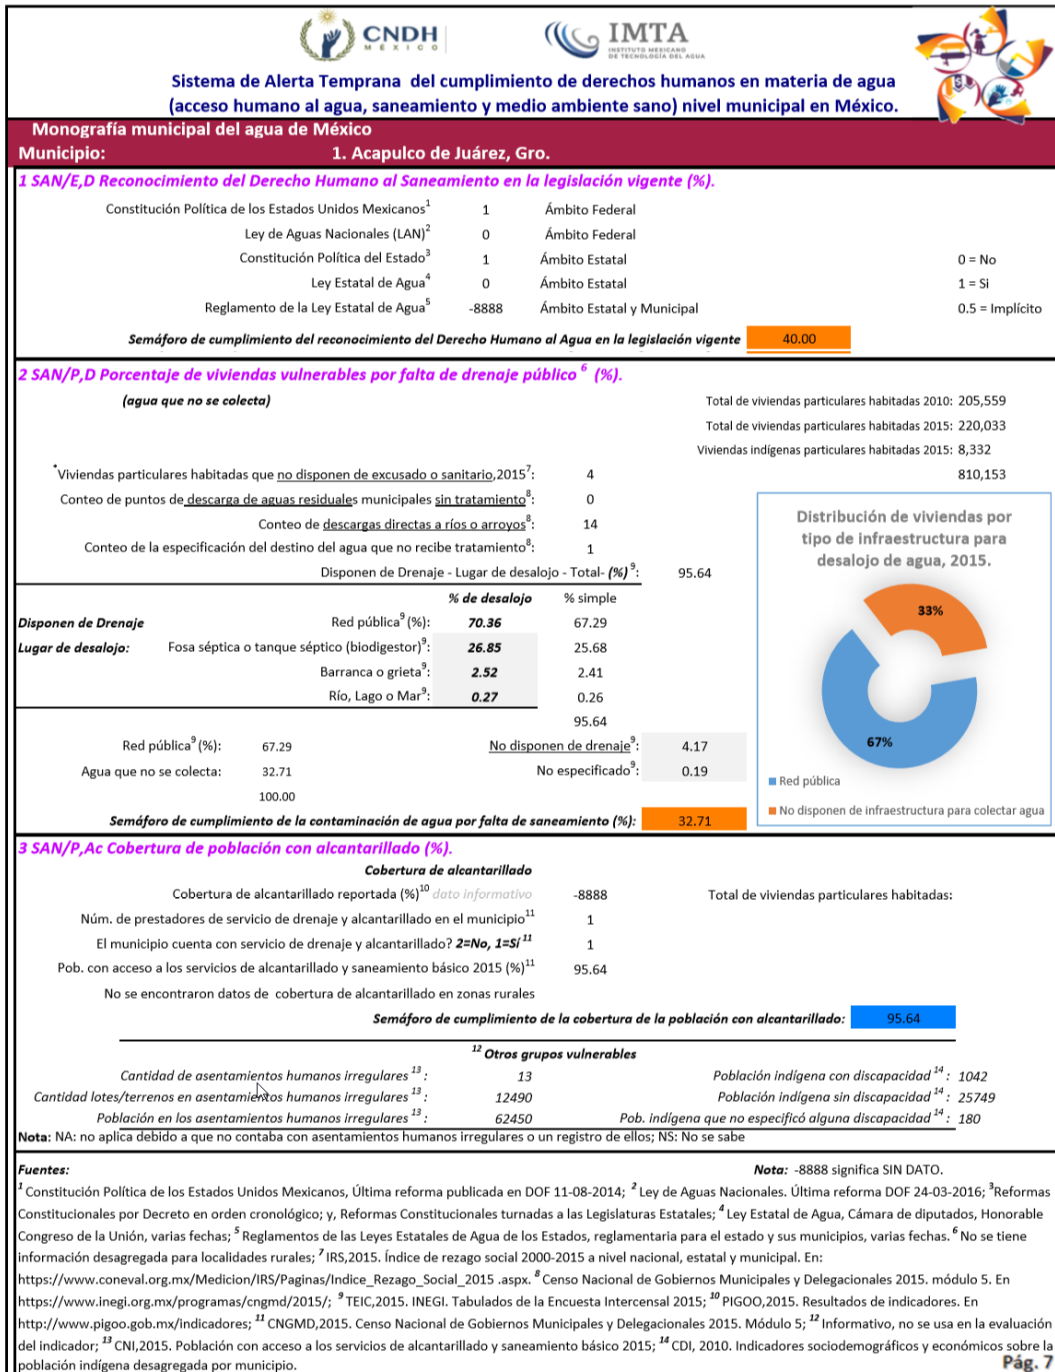 CNDH
MÉXICO
IMTA
INSTITUTO MEXICANO
DE TECNOLOGÍA DEL AGUA
Sistema de Alerta Temprana del cumplimiento de derechos humanos en materia de agua
(acceso humano al agua, saneamiento y medio ambiente sano) nivel municipal en México.
Monografía municipal del agua de México
Municipio: 1. Acapulco de Juárez, Gro.
1 SAN/E,D Reconocimiento del Derecho Humano al Saneamiento en la legislación vigente (%).
Constitución Política de los Estados Unidos Mexicanos1 1 Ámbito Federal
Ley de Aguas Nacionales (LAN)2 0 Ámbito Federal
Constitución Política del Estado3 1 Ámbito Estatal 0 = No
Ley Estatal de Agua4 0 Ámbito Estatal 1 = Si
Reglamento de la Ley Estatal de Agua5 -8888 Ámbito Estatal y Municipal 0.5 = Implícito
Semáforo de cumplimiento del reconocimiento del Derecho Humano al Agua en la legislación vigente 40.00
2 SAN/P,D Porcentaje de viviendas vulnerables por falta de drenaje público 6 (%).
(agua que no se colecta) Total de viviendas particulares habitadas 2010: 205,559
Total de viviendas particulares habitadas 2015: 220,033
Viviendas indígenas particulares habitadas 2015: 8,332
*Viviendas particulares habitadas que no disponen de excusado o sanitario,20157: 4 810,153
Conteo de puntos de descarga de aguas residuales municipales sin tratamiento8: 0
Conteo de descargas directas a ríos o arroyos8: 14
Conteo de la especificación del destino del agua que no recibe tratamiento8: 1
Disponen de Drenaje - Lugar de desalojo - Total- (%) 9: 95.64
% de desalojo % simple
Disponen de Drenaje Red pública9 (%): 70.36 67.29
Lugar de desalojo: Fosa séptica o tanque séptico (biodigestor)9: 26.85 25.68
Barranca o grieta9: 2.52 2.41
Río, Lago o Mar9: 0.27 0.26
95.64
Red pública9 (%): 67.29 No disponen de drenaje9: 4.17
Agua que no se colecta: 32.71 No especificado9: 0.19
100.00
Semáforo de cumplimiento de la contaminación de agua por falta de saneamiento (%): 32.71
Distribución de viviendas por
tipo de infraestructura para
desalojo de agua, 2015.
33%
67%
Red pública
No disponen de infraestructura para colectar agua
3 SAN/P,Ac Cobertura de población con alcantarillado (%).
Cobertura de alcantarillado
Cobertura de alcantarillado reportada (%)10 dato informativo -8888 Total de viviendas particulares habitadas:
Núm. de prestadores de servicio de drenaje y alcantarillado en el municipio11 1
El municipio cuenta con servicio de drenaje y alcantarillado? 2=No, 1=Sí 11 1
Pob. con acceso a los servicios de alcantarillado y saneamiento básico 2015 (%)11 95.64
No se encontraron datos de cobertura de alcantarillado en zonas rurales
Semáforo de cumplimiento de la cobertura de la población con alcantarillado: 95.64
12 Otros grupos vulnerables
Cantidad de asentamientos humanos irregulares 13 : 13 Población indígena con discapacidad 14 : 1042
Cantidad lotes/terrenos en asentamientos humanos irregulares 13 : 12490 Población indígena sin discapacidad 14 : 25749
Población en los asentamientos humanos irregulares 13 : 62450 Pob. indígena que no especificó alguna discapacidad 14 : 180
Nota: NA: no aplica debido a que no contaba con asentamientos humanos irregulares o un registro de ellos; NS: No se sabe
Fuentes: Nota: -8888 significa SIN DATO.
1 Constitución Política de los Estados Unidos Mexicanos, Última reforma publicada en DOF 11-08-2014; 2 Ley de Aguas Nacionales. Última reforma DOF 24-03-2016; 3Reformas
Constitucionales por Decreto en orden cronológico; y, Reformas Constitucionales turnadas a las Legislaturas Estatales; 4 Ley Estatal de Agua, Cámara de diputados, Honorable
Congreso de la Unión, varias fechas; 5 Reglamentos de las Leyes Estatales de Agua de los Estados, reglamentaria para el estado y sus municipios, varias fechas. 6 No se tiene
información desagregada para localidades rurales; 7 IRS,2015. Índice de rezago social 2000-2015 a nivel nacional, estatal y municipal. En:
https://www.coneval.org.mx/Medicion/IRS/Paginas/Indice_Rezago_Social_2015 .aspx. 8 Censo Nacional de Gobiernos Municipales y Delegacionales 2015. módulo 5. En
https://www.inegi.org.mx/programas/cngmd/2015/; 9 TEIC,2015. INEGI. Tabulados de la Encuesta Intercensal 2015; 10 PIGOO,2015. Resultados de indicadores. En
http://www.pigoo.gob.mx/indicadores; 11 CNGMD,2015. Censo Nacional de Gobiernos Municipales y Delegacionales 2015. Módulo 5; 12 Informativo, no se usa en la evaluación
del indicador; 13 CNI,2015. Población con acceso a los servicios de alcantarillado y saneamiento básico 2015; 14 CDI, 2010. Indicadores sociodemográficos y económicos sobre la
población indígena desagregada por municipio. Pág. 7